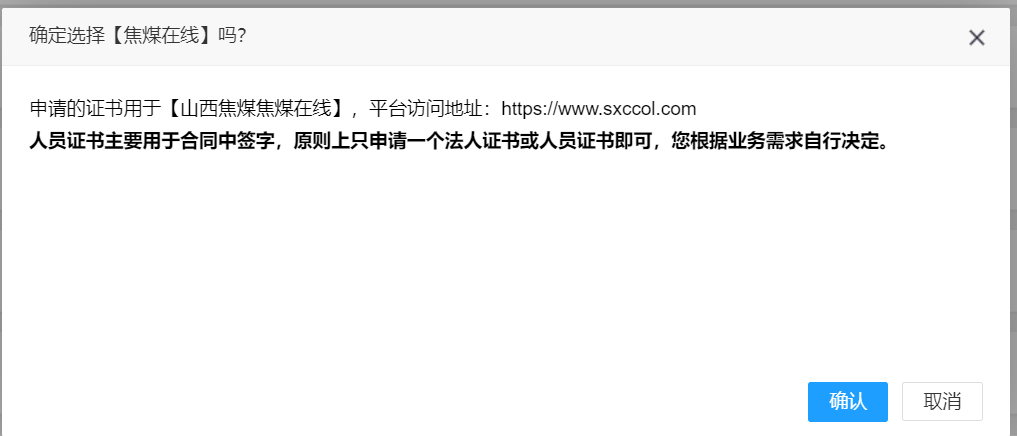 确定选择【焦煤在线】吗?
申请的证书用于【山西焦煤焦煤在线】，平台访问地址：https://www.sxccol.com
人员证书主要用于合同中签字，原则上只申请一个法人证书或人员证书即可，您根据业务需求自行决定。
确认 取消